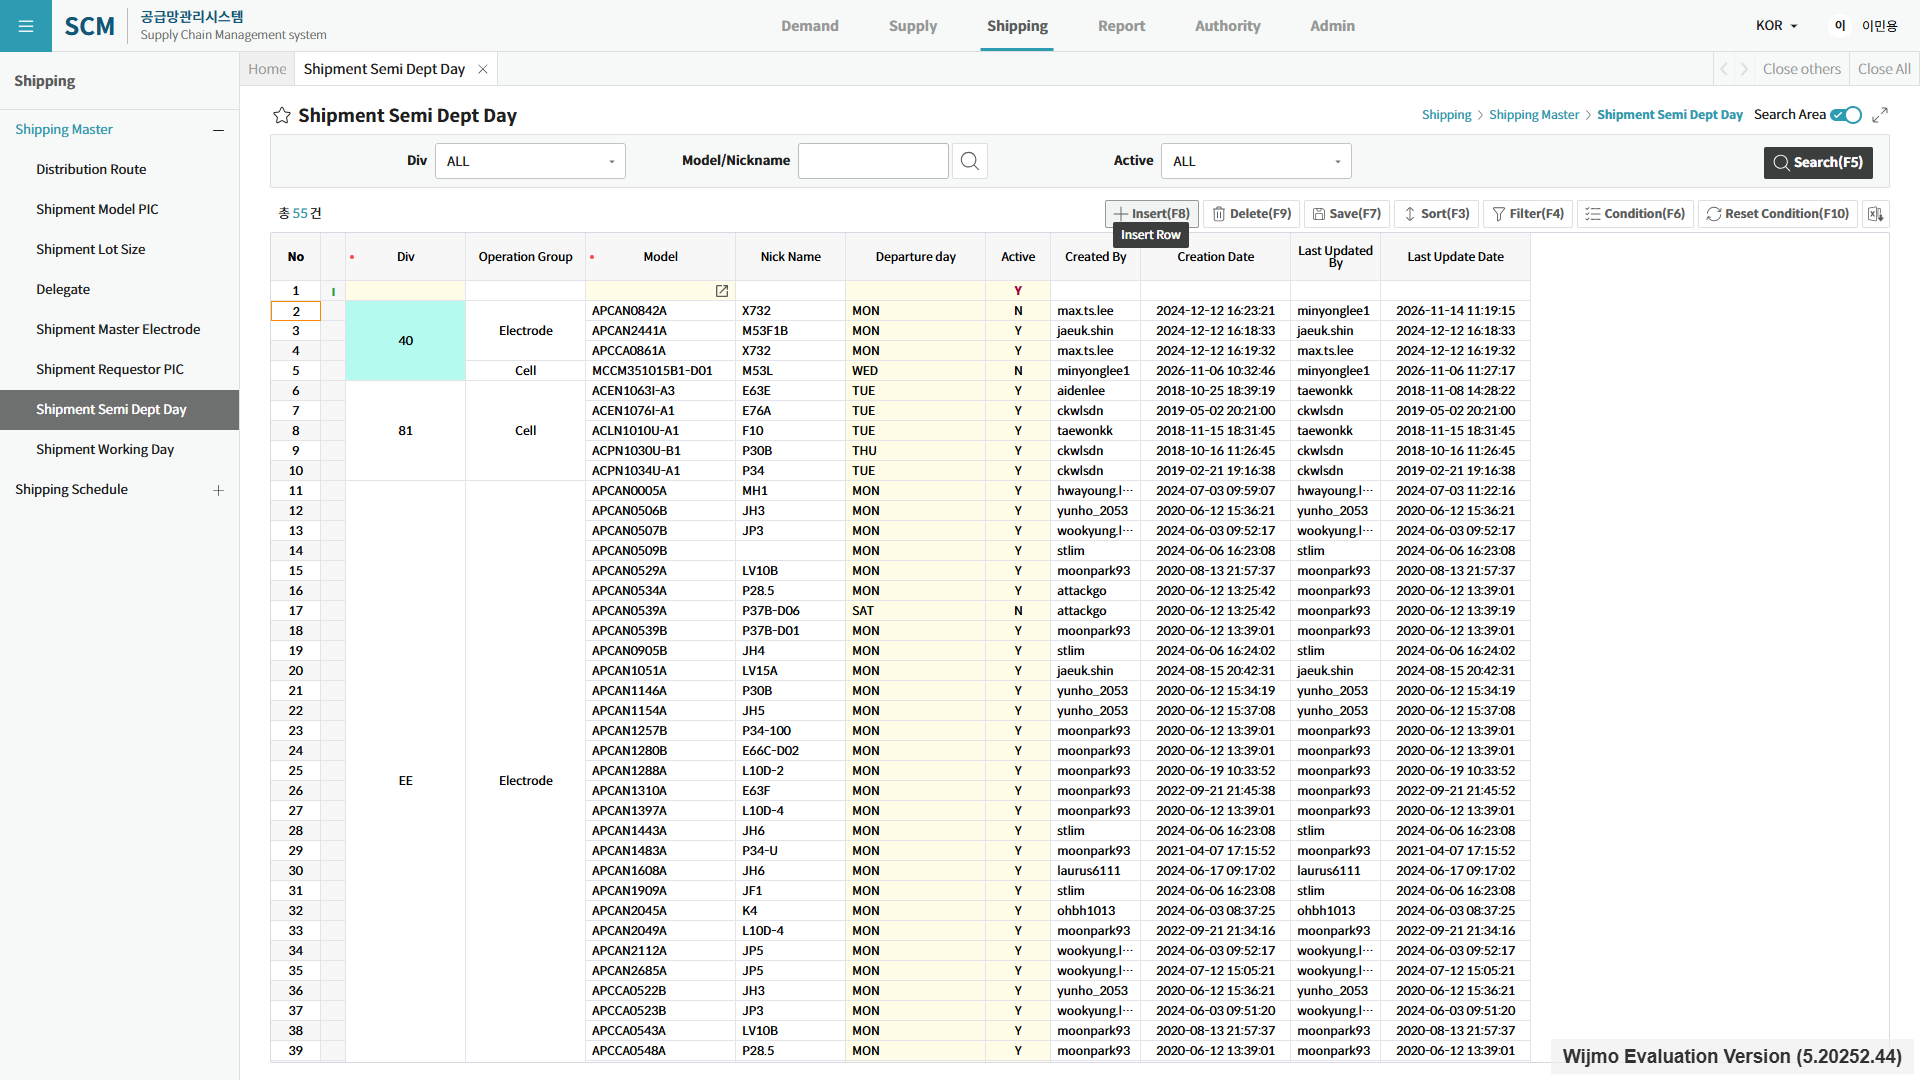 SCM 공급망관리시스템
Supply Chain Management system
Demand Supply Shipping Report Authority Admin
KOR 이 이민용
Shipping
Home Shipment Semi Dept Day
Close others Close All
Shipping Master
Distribution Route
Shipment Model PIC
Shipment Lot Size
Delegate
Shipment Master Electrode
Shipment Requestor PIC
Shipment Semi Dept Day
Shipment Working Day
Shipping Schedule
Shipment Semi Dept Day
Shipping > Shipping Master > Shipment Semi Dept Day Search Area
Div ALL Model/Nickname Active ALL Search(F5)
총 55 건
Insert(F8) Delete(F9) Save(F7) Sort(F3) Filter(F4) Condition(F6) Reset Condition(F10)
Insert Row
No Div Operation Group Model Nick Name Departure day Active Created By Creation Date Last Updated By Last Update Date
1 I Y
2 APCAN0842A X732 MON N max.ts.lee 2024-12-12 16:23:21 minyonglee1 2026-11-14 11:19:15
3 40 Electrode APCAN2441A M53F1B MON Y jaeuk.shin 2024-12-12 16:18:33 jaeuk.shin 2024-12-12 16:18:33
4 APCCA0861A X732 MON Y max.ts.lee 2024-12-12 16:19:32 max.ts.lee 2024-12-12 16:19:32
5 Cell MCCM351015B1-D01 M53L WED N minyonglee1 2026-11-06 10:32:46 minyonglee1 2026-11-06 11:27:17
6 ACEN1063I-A3 E63E TUE Y aidenlee 2018-10-25 18:39:19 taewonkk 2018-11-08 14:28:22
7 ACEN1076I-A1 E76A TUE Y ckwlsdn 2019-05-02 20:21:00 ckwlsdn 2019-05-02 20:21:00
8 81 Cell ACLN1010U-A1 F10 TUE Y taewonkk 2018-11-15 18:31:45 taewonkk 2018-11-15 18:31:45
9 ACPN1030U-B1 P30B THU Y ckwlsdn 2018-10-16 11:26:45 ckwlsdn 2018-10-16 11:26:45
10 ACPN1034U-A1 P34 TUE Y ckwlsdn 2019-02-21 19:16:38 ckwlsdn 2019-02-21 19:16:38
11 APCAN0005A MH1 MON Y hwayoung.l··· 2024-07-03 09:59:07 hwayoung.l··· 2024-07-03 11:22:16
12 APCAN0506B JH3 MON Y yunho_2053 2020-06-12 15:36:21 yunho_2053 2020-06-12 15:36:21
13 APCAN0507B JP3 MON Y wookyung.l··· 2024-06-03 09:52:17 wookyung.l··· 2024-06-03 09:52:17
14 APCAN0509B MON Y stlim 2024-06-06 16:23:08 stlim 2024-06-06 16:23:08
15 APCAN0529A LV10B MON Y moonpark93 2020-08-13 21:57:37 moonpark93 2020-08-13 21:57:37
16 APCAN0534A P28.5 MON Y attackgo 2020-06-12 13:25:42 moonpark93 2020-06-12 13:39:01
17 APCAN0539A P37B-D06 SAT N attackgo 2020-06-12 13:25:42 moonpark93 2020-06-12 13:39:19
18 APCAN0539B P37B-D01 MON Y moonpark93 2020-06-12 13:39:01 moonpark93 2020-06-12 13:39:01
19 APCAN0905B JH4 MON Y stlim 2024-06-06 16:24:02 stlim 2024-06-06 16:24:02
20 APCAN1051A LV15A MON Y jaeuk.shin 2024-08-15 20:42:31 jaeuk.shin 2024-08-15 20:42:31
21 APCAN1146A P30B MON Y yunho_2053 2020-06-12 15:34:19 yunho_2053 2020-06-12 15:34:19
22 APCAN1154A JH5 MON Y yunho_2053 2020-06-12 15:37:08 yunho_2053 2020-06-12 15:37:08
23 APCAN1257B P34-100 MON Y moonpark93 2020-06-12 13:39:01 moonpark93 2020-06-12 13:39:01
24 APCAN1280B E66C-D02 MON Y moonpark93 2020-06-12 13:39:01 moonpark93 2020-06-12 13:39:01
25 APCAN1288A L10D-2 MON Y moonpark93 2020-06-19 10:33:52 moonpark93 2020-06-19 10:33:52
26 EE Electrode APCAN1310A E63F MON Y moonpark93 2022-09-21 21:45:38 moonpark93 2022-09-21 21:45:52
27 APCAN1397A L10D-4 MON Y moonpark93 2020-06-12 13:39:01 moonpark93 2020-06-12 13:39:01
28 APCAN1443A JH6 MON Y stlim 2024-06-06 16:23:08 stlim 2024-06-06 16:23:08
29 APCAN1483A P34-U MON Y moonpark93 2021-04-07 17:15:52 moonpark93 2021-04-07 17:15:52
30 APCAN1608A JH6 MON Y laurus6111 2024-06-17 09:17:02 laurus6111 2024-06-17 09:17:02
31 APCAN1909A JF1 MON Y stlim 2024-06-06 16:23:08 stlim 2024-06-06 16:23:08
32 APCAN2045A K4 MON Y ohbh1013 2024-06-03 08:37:25 ohbh1013 2024-06-03 08:37:25
33 APCAN2049A L10D-4 MON Y moonpark93 2022-09-21 21:34:16 moonpark93 2022-09-21 21:34:16
34 APCAN2112A JP5 MON Y wookyung.l··· 2024-06-03 09:52:17 wookyung.l··· 2024-06-03 09:52:17
35 APCAN2685A JP5 MON Y wookyung.l··· 2024-07-12 15:05:21 wookyung.l··· 2024-07-12 15:05:21
36 APCCA0522B JH3 MON Y yunho_2053 2020-06-12 15:36:21 yunho_2053 2020-06-12 15:36:21
37 APCCA0523B JP3 MON Y wookyung.l··· 2024-06-03 09:51:20 wookyung.l··· 2024-06-03 09:51:20
38 APCCA0543A LV10B MON Y moonpark93 2020-08-13 21:57:37 moonpark93 2020-08-13 21:57:37
39 APCCA0548A P28.5 MON Y moonpark93 2020-06-12 13:39:01 moonpark93 2020-06-12 13:39:01
Wijmo Evaluation Version (5.20252.44)